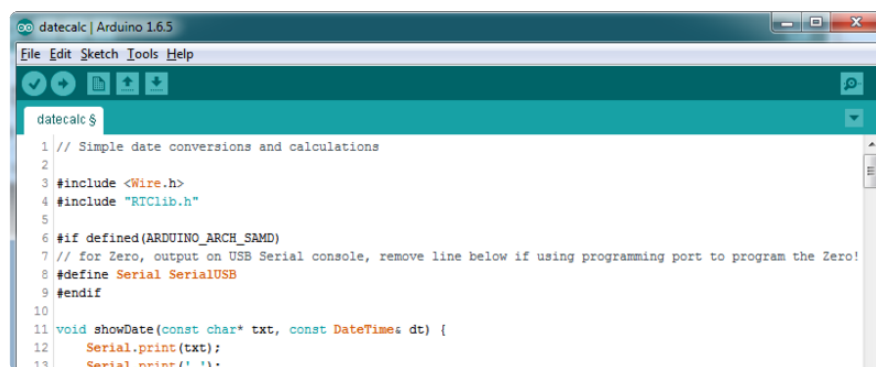 datecalc | Arduino 1.6.5
File Edit Sketch Tools Help
datecalc §
1 // Simple date conversions and calculations
2
3 #include <Wire.h>
4 #include "RTClib.h"
5
6 #if defined(ARDUINO_ARCH_SAMD)
7 // for Zero, output on USB Serial console, remove line below if using programming port to program the Zero!
8 #define Serial SerialUSB
9 #endif
10
11 void showDate(const char* txt, const DateTime& dt) {
12 Serial.print(txt);
13 Serial.print(' ');